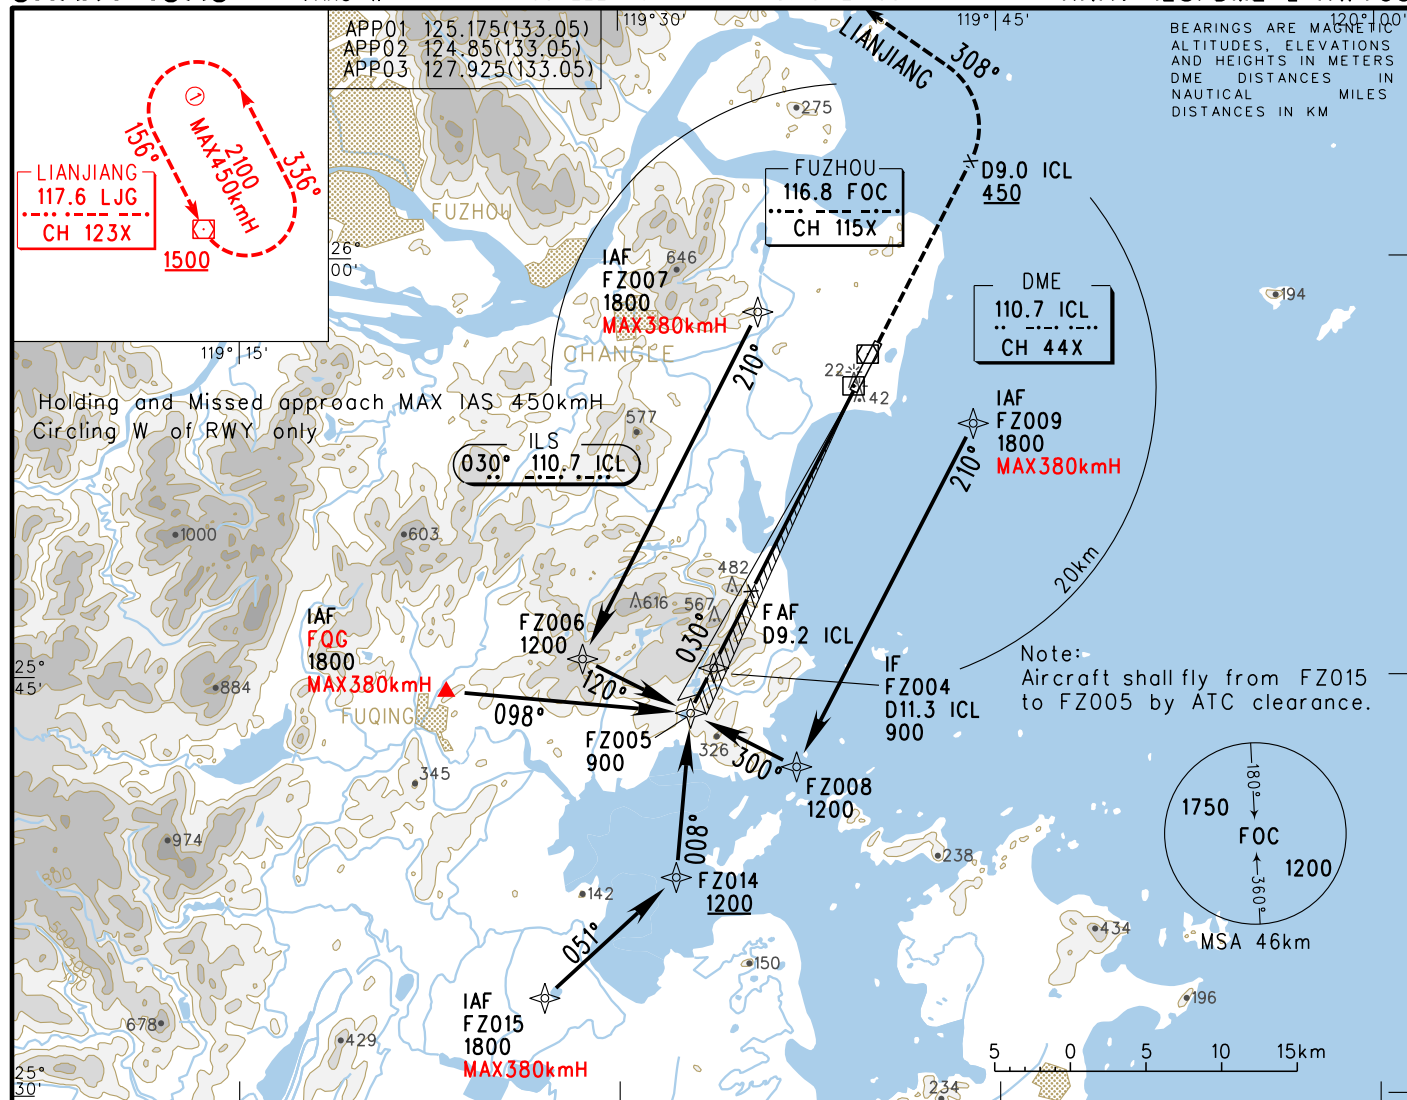 119°30'
119°45'
120°00'
APP01 125.175(133.05)
APP02 124.85(133.05)
APP03 127.925(133.05)
BEARINGS ARE MAGNETIC
ALTITUDES, ELEVATIONS
AND HEIGHTS IN METERS
DME DISTANCES IN
NAUTICAL MILES
DISTANCES IN KM
LIANJIANG
308°
1
156°
2100
MAX450kmH
336°
LIANJIANG
117.6 LJG
CH 123X
1500
275
FUZHOU
116.8 FOC
CH 115X
D9.0 ICL
450
FUZHOU
26°
00'
IAF
FZ007
1800
MAX380kmH
646
194
DME
110.7 ICL
CH 44X
CHANGLE
119°15'
210°
22
42
Holding and Missed approach MAX IAS 450kmH
Circling W of RWY only
577
IAF
FZ009
1800
MAX380kmH
ILS
030° 110.7 ICL
210°
1000
603
20km
482
616
567
IAF
FQG
1800
MAX380kmH
FZ006
1200
030°
FAF
D9.2 ICL
120°
IF
FZ004
D11.3 ICL
900
Note:
Aircraft shall fly from FZ015
to FZ005 by ATC clearance.
25°
45'
884
FUQING
098°
FZ005
900
326
300°
FZ008
1200
345
974
800
180°
1750
FOC
1200
360°
MSA 46km
008°
238
FZ014
1200
142
051°
434
150
196
IAF
FZ015
1800
MAX380kmH
678
429
5 0 5 10 15km
234
25°
30'